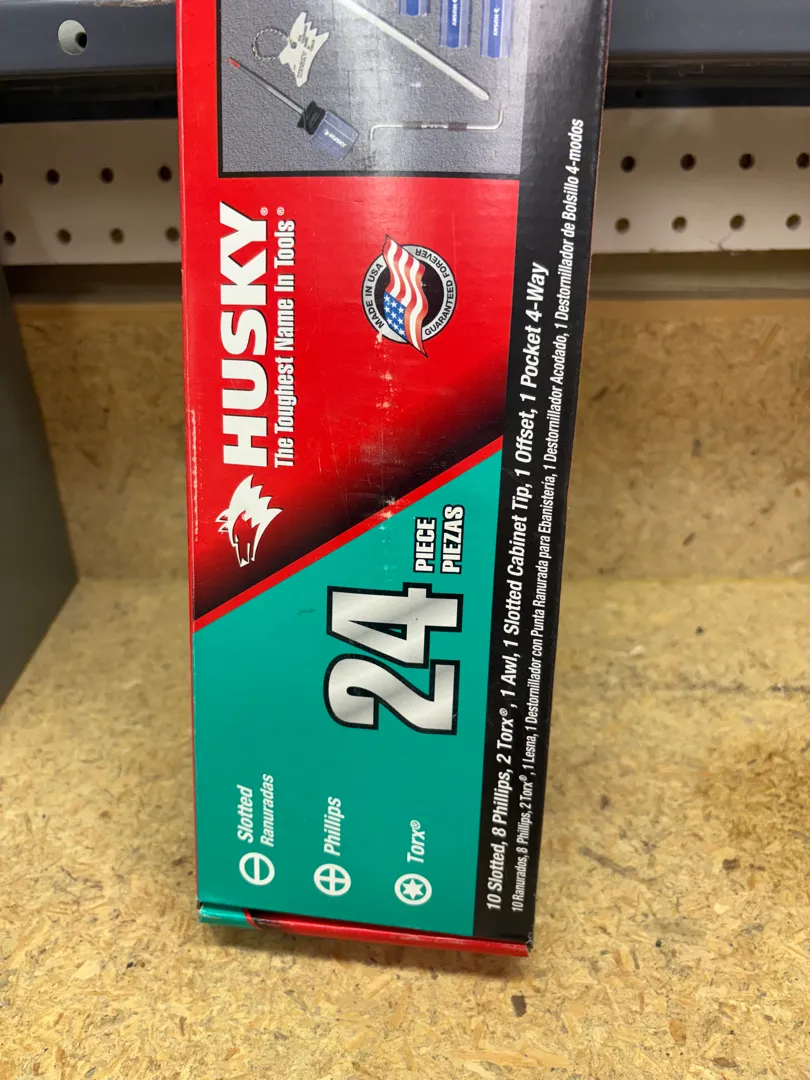 HUSKY®
The Toughest Name In Tools®
MADE IN USA
GUARANTEED FOREVER
24
PIECE
PIEZAS
Slotted
Ranuradas
Phillips
Torx®
10 Slotted, 8 Phillips, 2 Torx®, 1 Awl, 1 Slotted Cabinet Tip, 1 Offset, 1 Pocket 4-Way
10 Ranurados, 8 Phillips, 2 Torx®, 1 Lesna, 1 Destornillador con Punta Ranurada para Ebanistería, 1 Destornillador Acodado, 1 Destornillador de Bolsillo 4-modos
HUSKY
HUSKY
HUSKY